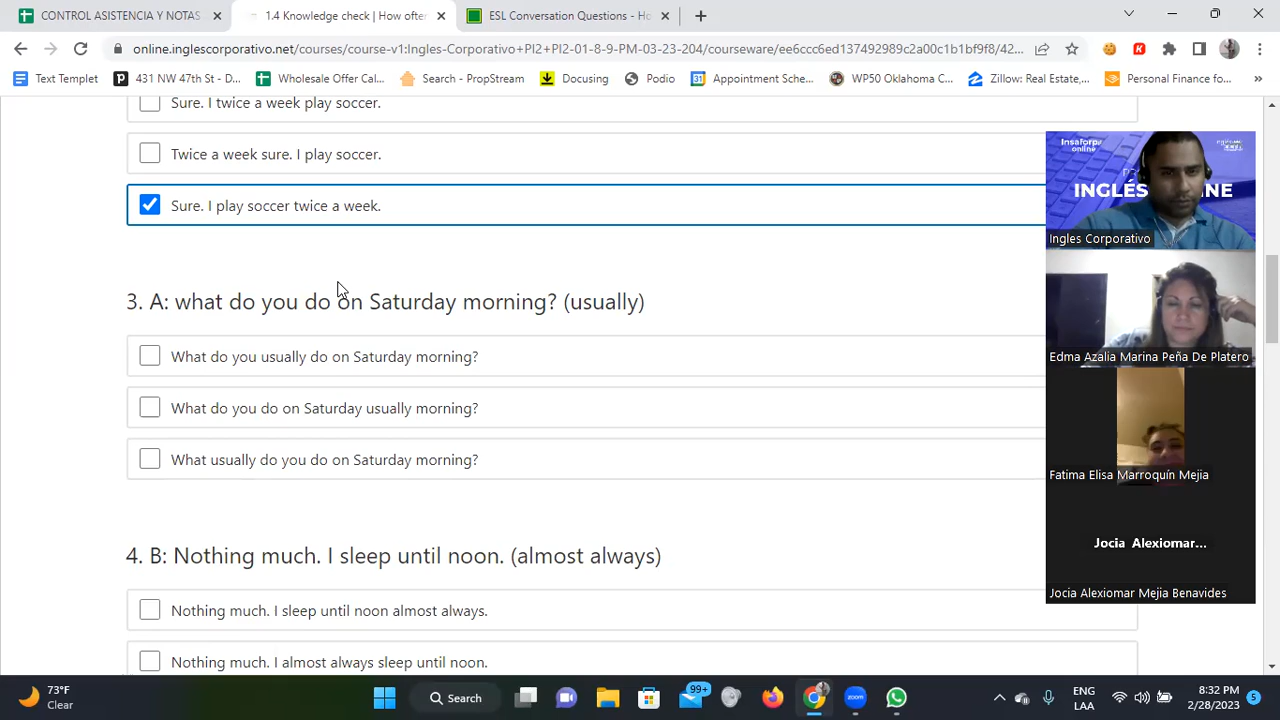 CONTROL ASISTENCIA Y NOTAS
1.4 Knowledge check | How often
ESL Conversation Questions - Ho
online.inglescorporativo.net/courses/course-v1:Ingles-Corporativo+PI2+PI2-01-8-9-PM-03-23-204/courseware/ee6ccc6ed137492989c2a00c1b1bf9f8/42...
Text Templet
431 NW 47th St - D...
Wholesale Offer Cal...
Search - PropStream
Docusing
Podio
Appointment Sche...
WP50 Oklahoma C...
Zillow: Real Estate,...
Personal Finance fo...
Sure. I twice a week play soccer.
Twice a week sure. I play soccer.
Sure. I play soccer twice a week.
3. A: what do you do on Saturday morning? (usually)
What do you usually do on Saturday morning?
What do you do on Saturday usually morning?
What usually do you do on Saturday morning?
4. B: Nothing much. I sleep until noon. (almost always)
Nothing much. I sleep until noon almost always.
Nothing much. I almost always sleep until noon.
Insaforp
online
Ingles Corporativo
Edma Azalia Marina Peña De Platero
Fatima Elisa Marroquín Mejia
Jocia Alexiomar...
Jocia Alexiomar Mejia Benavides
73°F
Clear
Search
99+
zoom
ENG
LAA
8:32 PM
2/28/2023
5